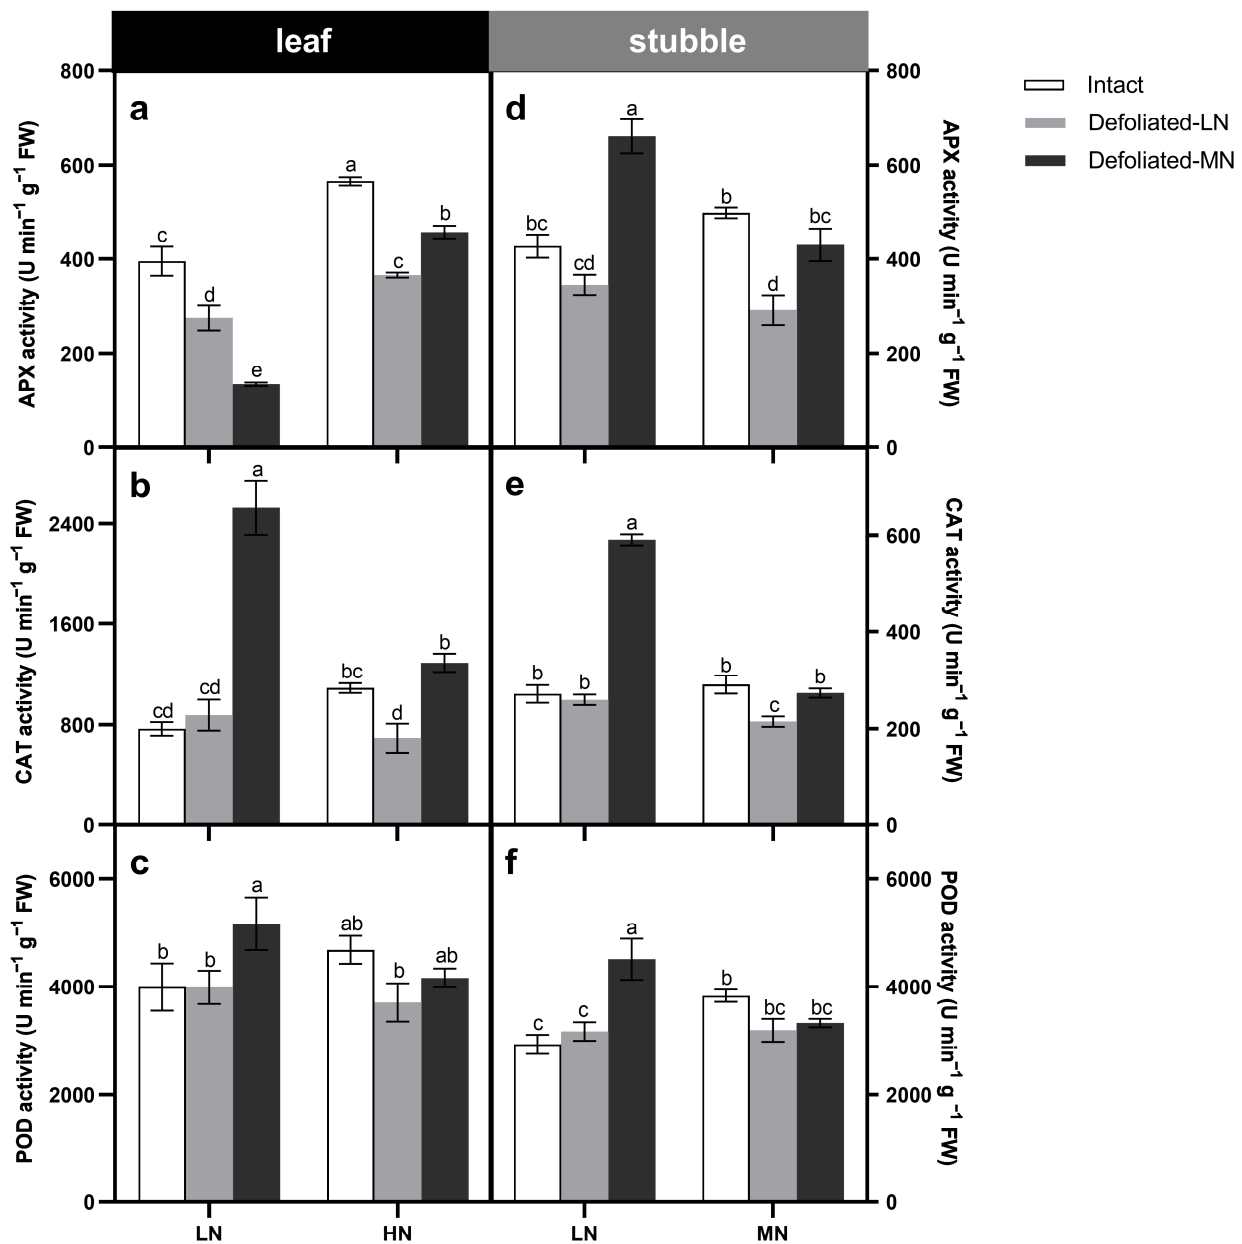 leaf
stubble
Intact
Defoliated-LN
Defoliated-MN
a
800
600
400
200
0
APX activity (U min⁻¹ g⁻¹ FW)
c
d
e
a
c
b
d
bc
cd
a
b
d
bc
800
600
400
200
0
APX activity (U min⁻¹ g⁻¹ FW)
b
2400
1600
800
0
CAT activity (U min⁻¹ g⁻¹ FW)
cd
cd
a
bc
d
b
e
b
b
a
b
c
b
600
400
200
0
CAT activity (U min⁻¹ g⁻¹ FW)
c
6000
4000
2000
0
POD activity (U min⁻¹ g⁻¹ FW)
b
b
a
ab
b
ab
f
c
c
a
b
bc
bc
6000
4000
2000
0
POD activity (U min⁻¹ g⁻¹ FW)
LN
HN
LN
MN